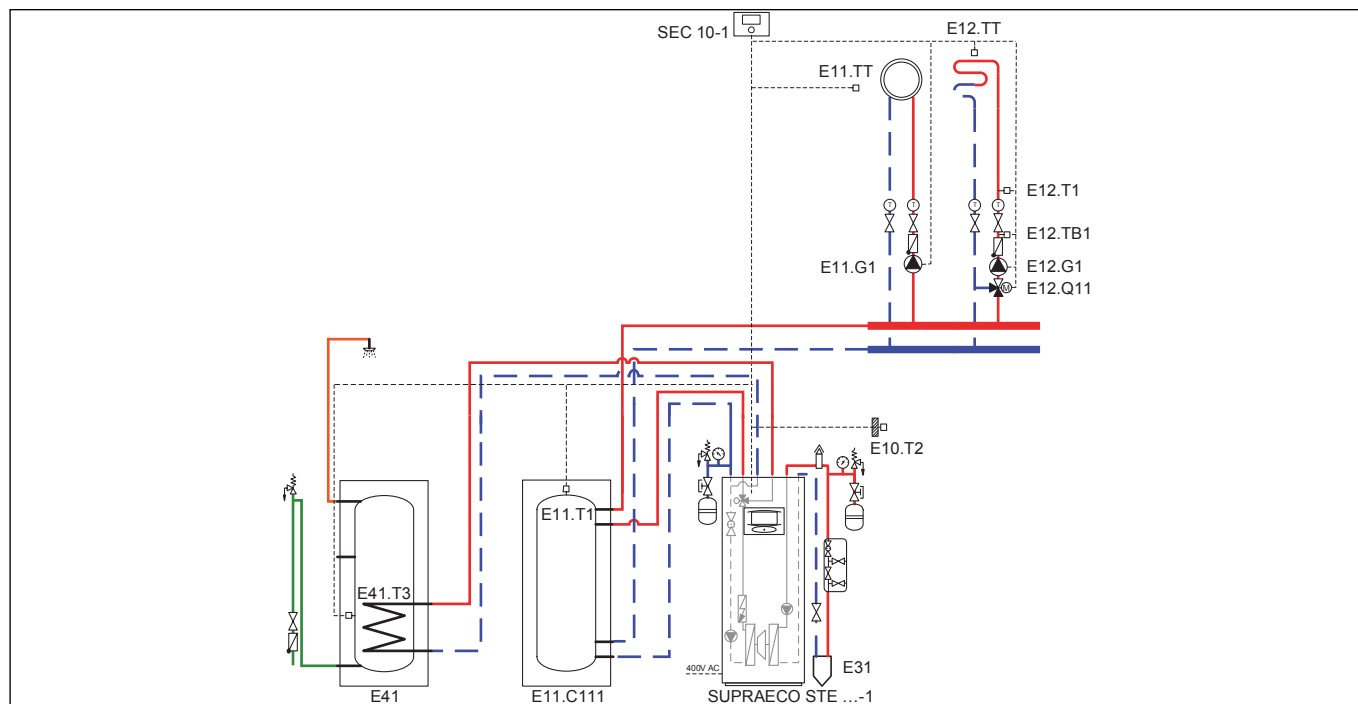 SEC 10-1
E12.TT
E11.TT
T
T
T
T
E12.T1
E12.TB1
E11.G1
E12.G1
M
E12.Q11
E10.T2
E11.T1
E41.T3
400V AC
E31
E41
E11.C111
SUPRAECO STE ...-1